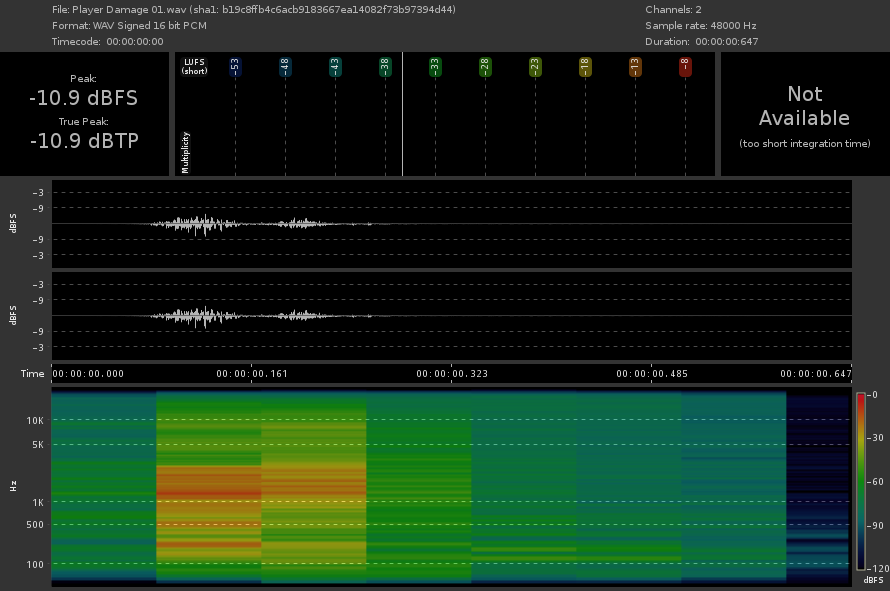 File: Player Damage 01.wav (sha1: b19c8ffb4c6acb9183667ea14082f73b97394d44)
Format: WAV Signed 16 bit PCM
Timecode: 00:00:00:00
Channels: 2
Sample rate: 48000 Hz
Duration: 00:00:00:647
Peak:
-10.9 dBFS
True Peak:
-10.9 dBTP
LUFS
(short)
-53
-48
-43
-38
-33
-28
-23
-18
-13
-8
Multiplicity
Not
Available
(too short integration time)
dBFS
-3
-9
-9
-3
dBFS
-3
-9
-9
-3
Time
00:00:00.000
00:00:00.161
00:00:00.323
00:00:00.485
00:00:00.647
Hz
10K
5K
1K
500
100
-0
-30
-60
-90
-120
dBFS